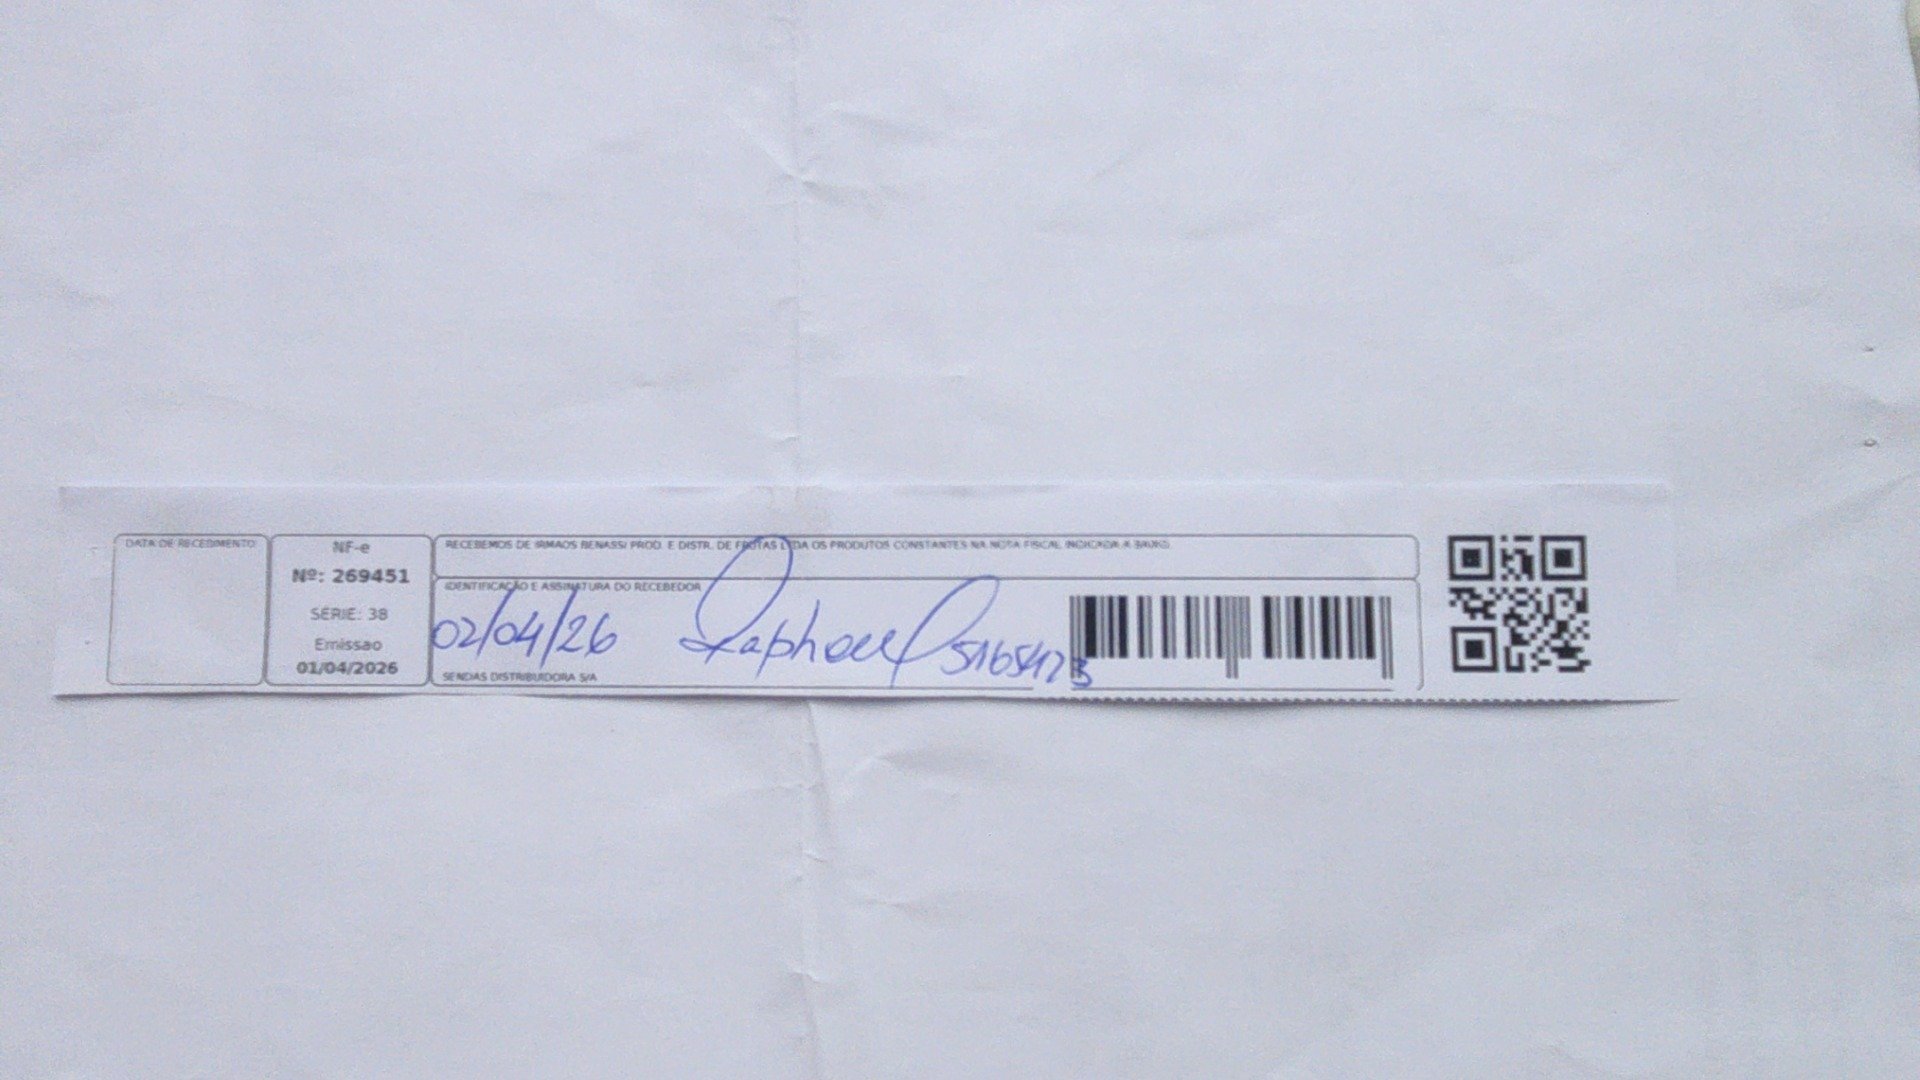 DATA DE RECEBIMENTO
NF-e
Nº: 269451
SÉRIE: 38
Emissao
01/04/2026
RECEBEMOS DE IRMAOS BENASSI PROD. E DISTR. DE FRUTAS LTDA OS PRODUTOS CONSTANTES NA NOTA FISCAL INDICADA A BAIXO
IDENTIFICAÇÃO E ASSINATURA DO RECEBEDOR
02/04/26 Raphael
SENDAS DISTRIBUIDORA S/A